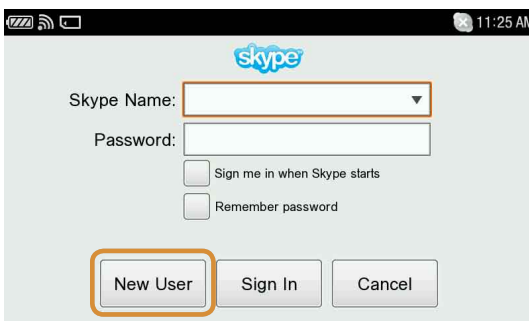 11:25 AM
skype
Skype Name:
Password:
Sign me in when Skype starts
Remember password
New User Sign In Cancel